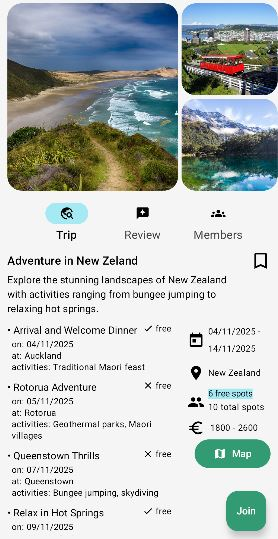 Trip
Review
Members
Adventure in New Zeland
Explore the stunning landscapes of New Zeland
with activities ranging from bungee jumping to
relaxing hot springs.
• Arrival and Welcome Dinner ✓ free
on: 04/11/2025
at: Auckland
activities: Traditional Maori feast
• Rotorua Adventure ✕ free
on: 05/11/2025
at: Rotorua
activities: Geothermal parks, Maori
villages
• Queenstown Thrills ✕ free
on: 07/11/2025
at: Queenstown
activities: Bungee jumping, skydiving
• Relax in Hot Springs ✓ free
on: 09/11/2025
04/11/2025 -
14/11/2025
New Zeland
6 free spots
10 total spots
€ 1800 - 2600
Map
Join